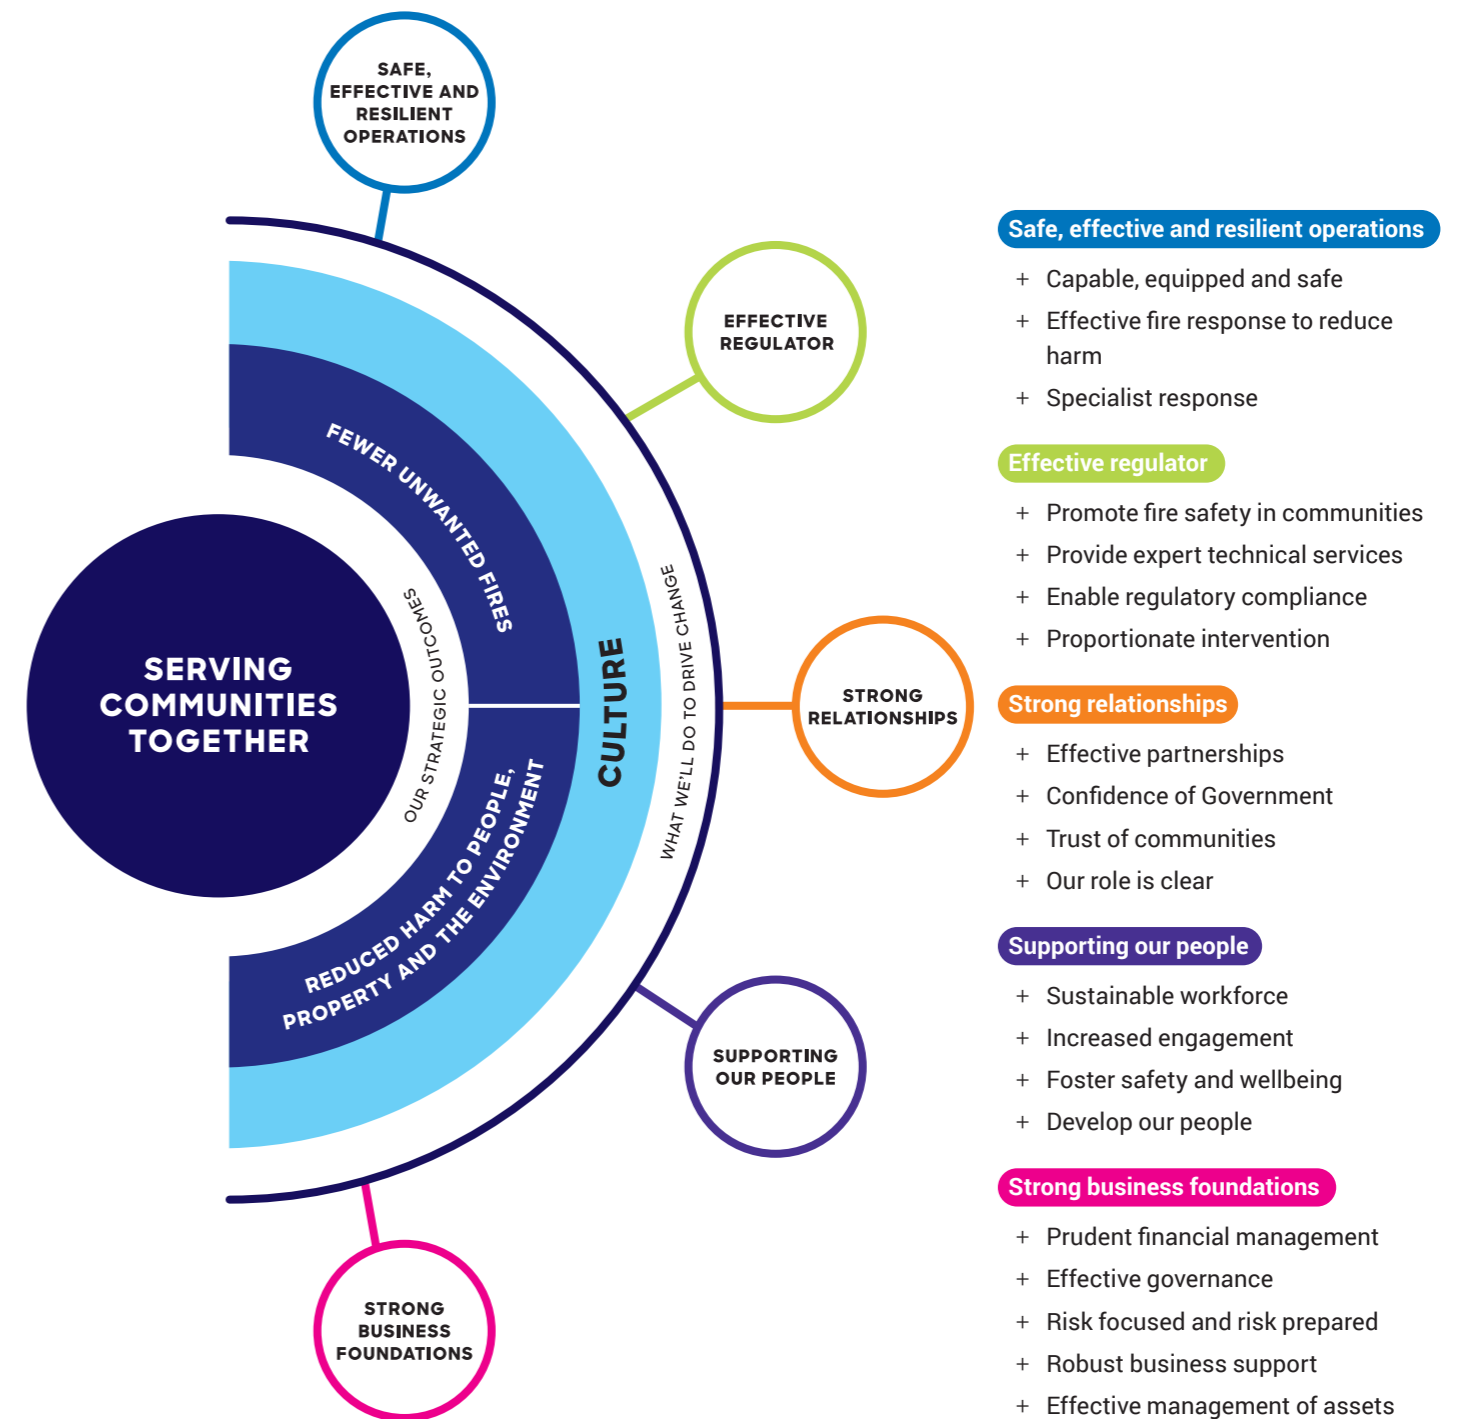 SAFE,
EFFECTIVE AND
RESILIENT
OPERATIONS
EFFECTIVE
REGULATOR
STRONG
RELATIONSHIPS
SUPPORTING
OUR PEOPLE
STRONG
BUSINESS
FOUNDATIONS
SERVING
COMMUNITIES
TOGETHER
OUR STRATEGIC OUTCOMES
FEWER UNWANTED FIRES
REDUCED HARM TO PEOPLE,
PROPERTY AND THE ENVIRONMENT
CULTURE
WHAT WE'LL DO TO DRIVE CHANGE
Safe, effective and resilient operations
+ Capable, equipped and safe
+ Effective fire response to reduce
harm
+ Specialist response
Effective regulator
+ Promote fire safety in communities
+ Provide expert technical services
+ Enable regulatory compliance
+ Proportionate intervention
Strong relationships
+ Effective partnerships
+ Confidence of Government
+ Trust of communities
+ Our role is clear
Supporting our people
+ Sustainable workforce
+ Increased engagement
+ Foster safety and wellbeing
+ Develop our people
Strong business foundations
+ Prudent financial management
+ Effective governance
+ Risk focused and risk prepared
+ Robust business support
+ Effective management of assets